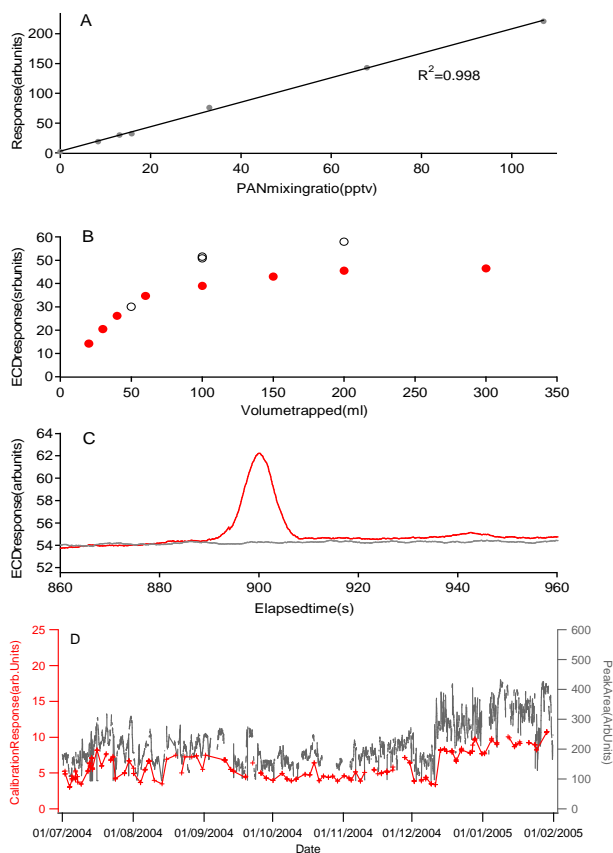 A
200
150
100
50
0
Response(arbunits)
R2=0.998
0 20 40 60 80 100
PANmixingratio(pptv)
B
60
50
40
30
20
10
0
ECDresponse(srbunits)
0 50 100 150 200 250 300 350
Volumetrapped(ml)
C
64
62
60
58
56
54
52
ECDresponse(arbunits)
860 880 900 920 940 960
Elapsedtime(s)
D
25
20
15
10
5
0
CalibrationResponse(arb.Units)
600
500
400
300
200
100
0
PeakArea(ArbUnits)
01/07/2004 01/08/2004 01/09/2004 01/10/2004 01/11/2004 01/12/2004 01/01/2005 01/02/2005
Date